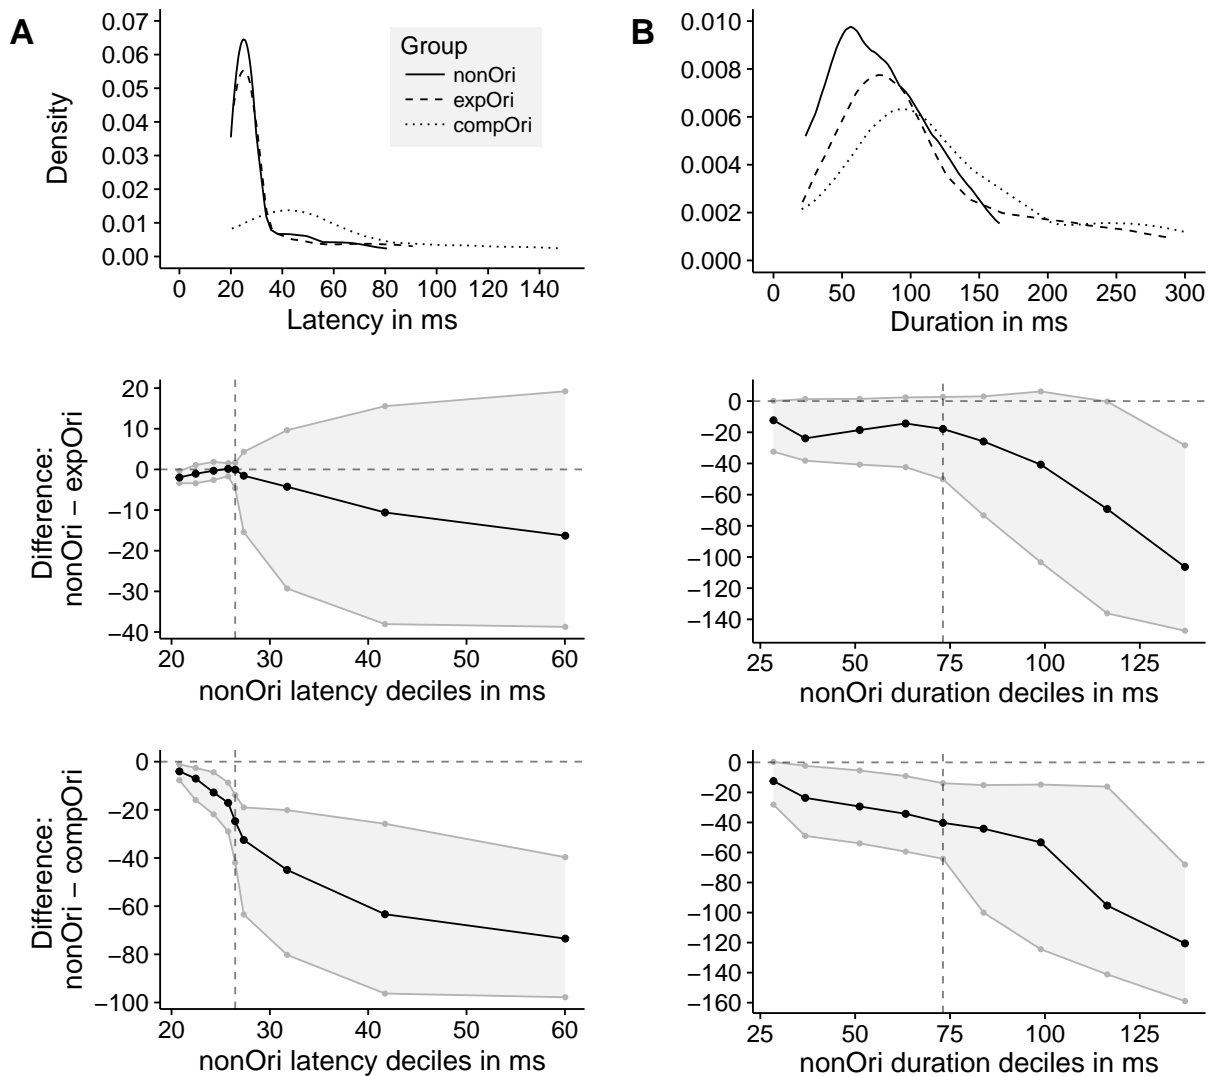 A
0.07
0.06
0.05
0.04
0.03
0.02
0.01
0.00
Density
Group
nonOri
expOri
compOri
0 20 40 60 80 100 120 140
Latency in ms
B
0.010
0.008
0.006
0.004
0.002
0.000
0 50 100 150 200 250 300
Duration in ms
20
10
0
−10
−20
−30
−40
Difference:
nonOri − expOri
20 30 40 50 60
nonOri latency deciles in ms
0
−20
−40
−60
−80
−100
−120
−140
25 50 75 100 125
nonOri duration deciles in ms
0
−20
−40
−60
−80
−100
Difference:
nonOri − compOri
20 30 40 50 60
nonOri latency deciles in ms
0
−20
−40
−60
−80
−100
−120
−140
−160
25 50 75 100 125
nonOri duration deciles in ms